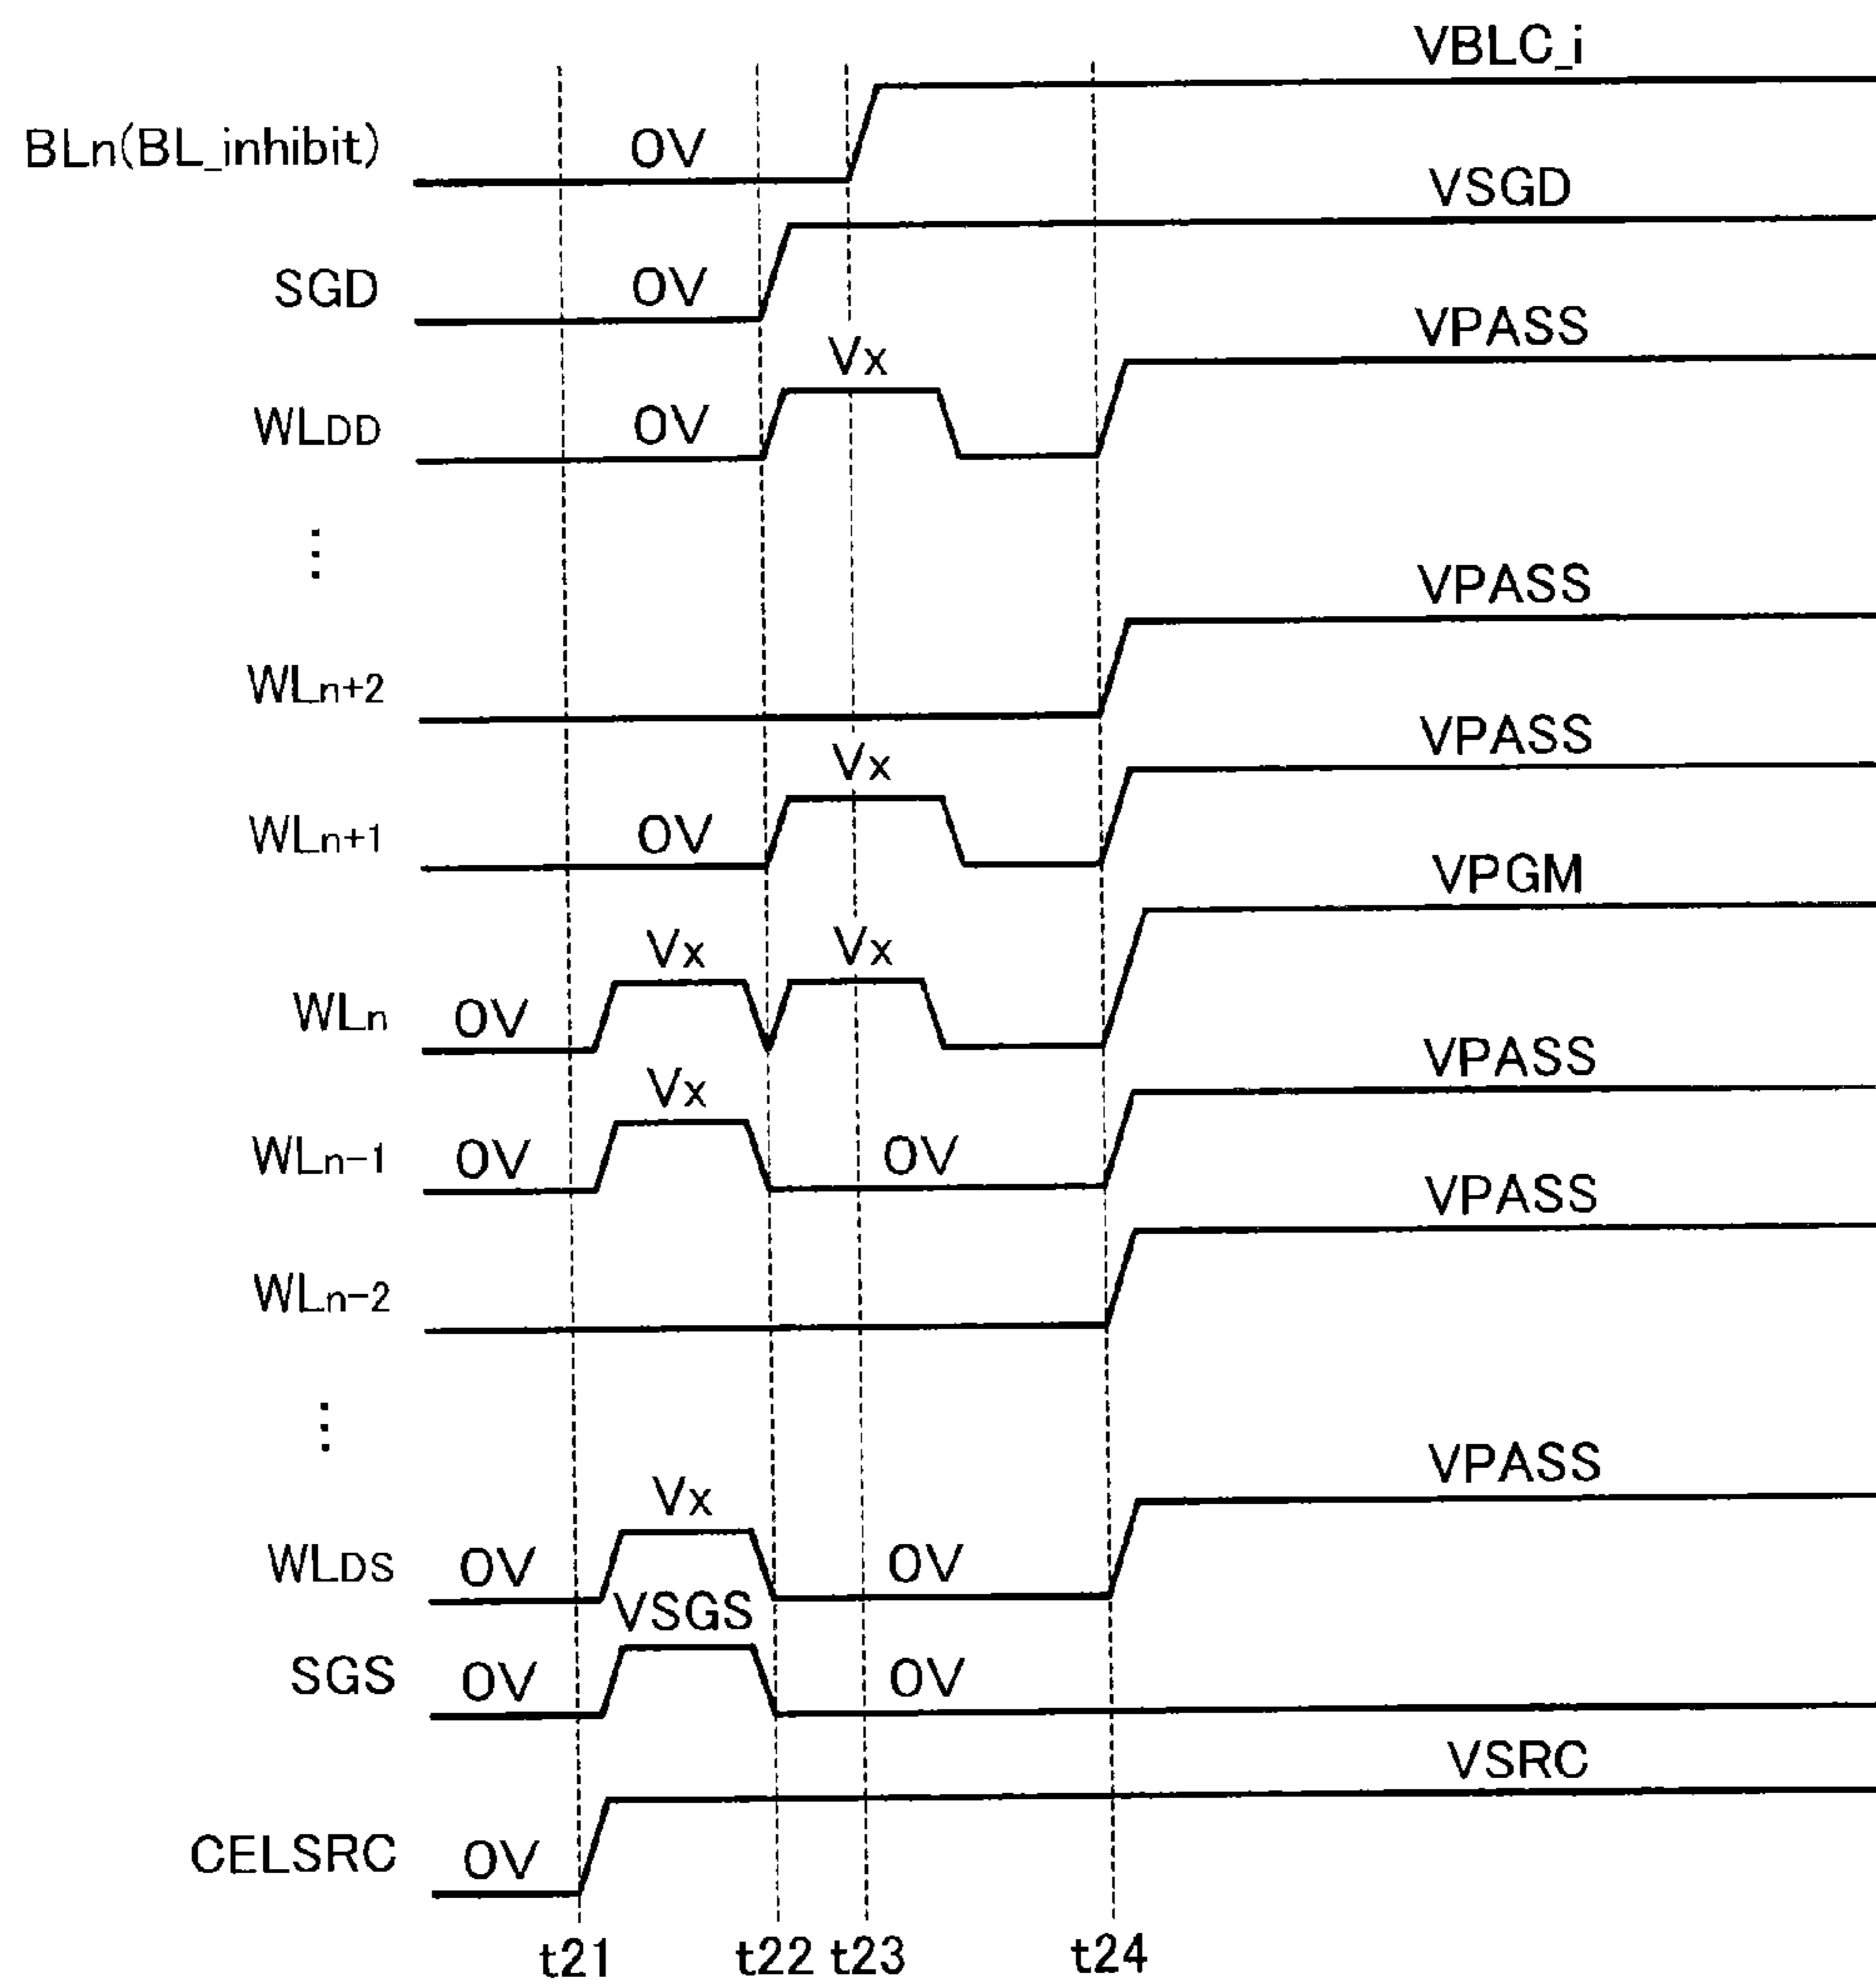 VBLC_i
BLn(BL_inhibit) 0V
VSGD
SGD 0V
VPASS
Vx
WLDD 0V
⋮
VPASS
WLn+2
VPASS
Vx
WLn+1 0V
VPGM
Vx Vx
WLn 0V
VPASS
Vx
WLn-1 0V 0V
VPASS
WLn-2
⋮
VPASS
Vx
WLDS 0V 0V
VSGS
SGS 0V 0V
VSRC
CELSRC 0V
t21 t22 t23 t24